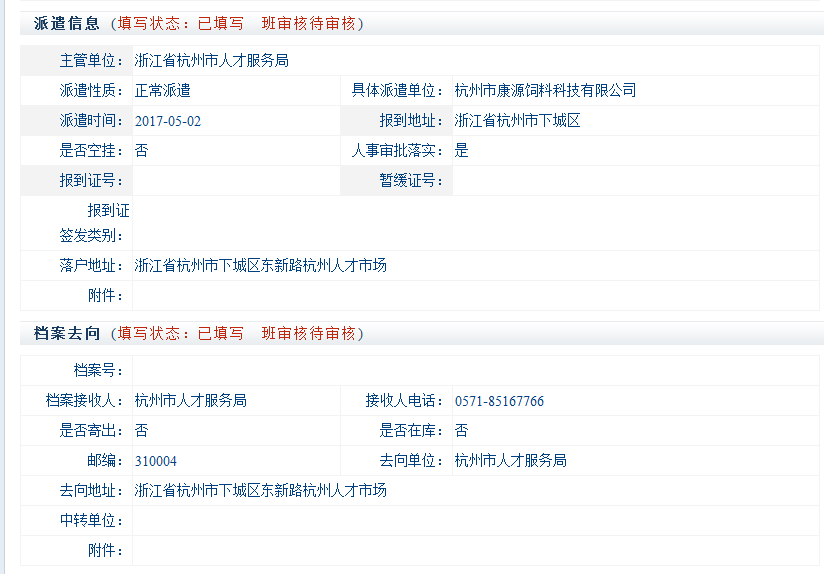 派遣信息（填写状态：已填写 班审核待审核）
主管单位：浙江省杭州市人才服务局
派遣性质：正常派遣 具体派遣单位：杭州市康源饲料科技有限公司
派遣时间：2017-05-02 报到地址：浙江省杭州市下城区
是否空挂：否 人事审批落实：是
报到证号： 暂缓证号：
报到证
签发类别：
落户地址：浙江省杭州市下城区东新路杭州人才市场
附件：
档案去向（填写状态：已填写 班审核待审核）
档案号：
档案接收人：杭州市人才服务局 接收人电话：0571-85167766
是否寄出：否 是否在库：否
邮编：310004 去向单位：杭州市人才服务局
去向地址：浙江省杭州市下城区东新路杭州人才市场
中转单位：
附件：